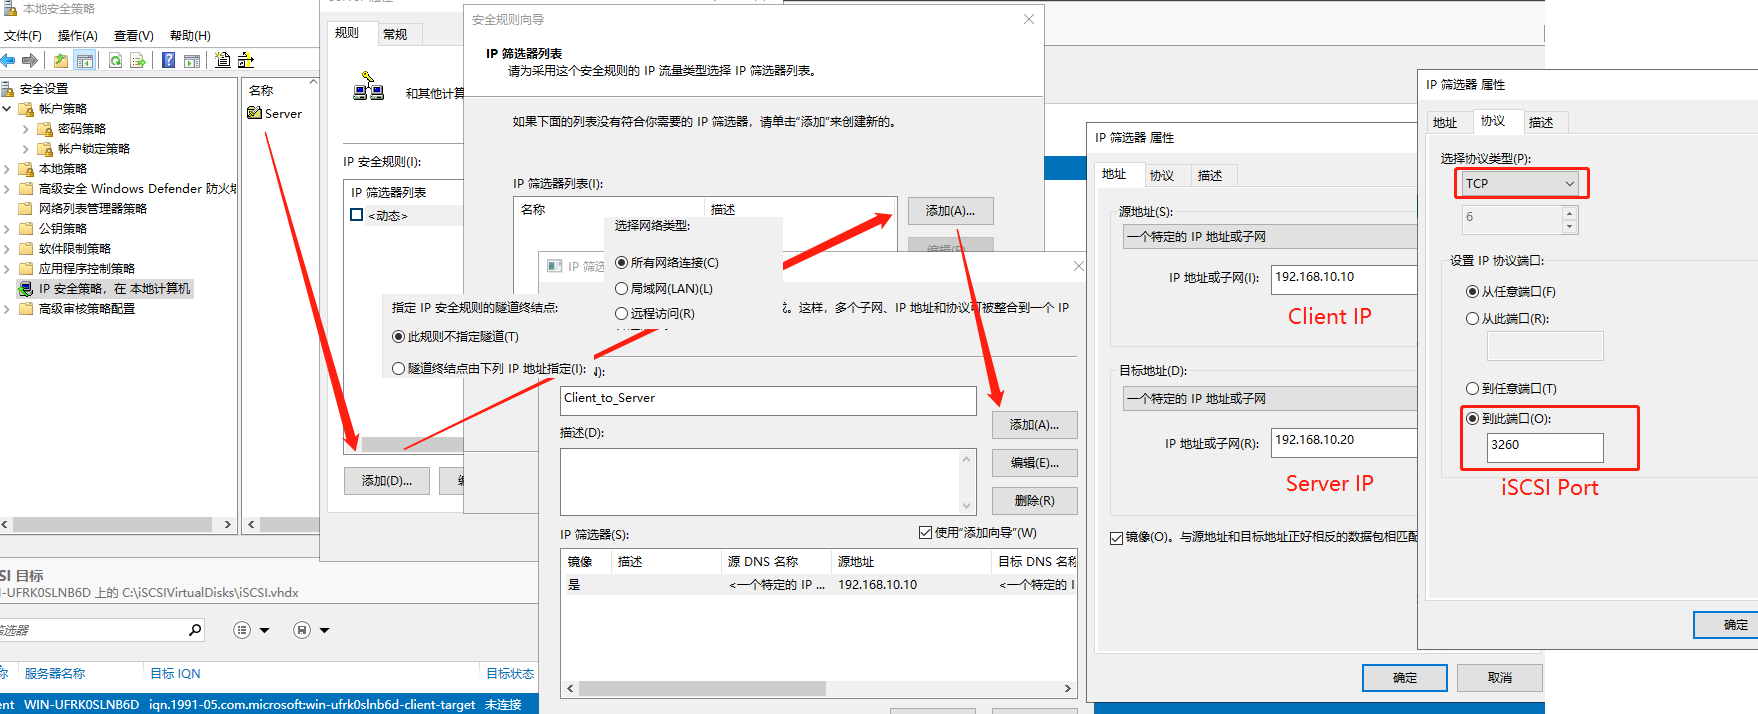 本地安全策略
文件(F) 操作(A) 查看(V) 帮助(H)
安全设置
帐户策略
密码策略
帐户锁定策略
本地策略
高级安全 Windows Defender 防火墙
网络列表管理器策略
公钥策略
软件限制策略
应用程序控制策略
IP 安全策略，在 本地计算机
高级审核策略配置
名称
Server
规则 常规
和其他计算
IP 安全规则(I):
IP 筛选器列表
<动态>
添加(D)...
安全规则向导
IP 筛选器列表
请为采用这个安全规则的 IP 流量类型选择 IP 筛选器列表。
如果下面的列表没有符合你需要的 IP 筛选器，请单击“添加”来创建新的。
IP 筛选器列表(I):
名称 描述
添加(A)...
选择网络类型:
所有网络连接(C)
局域网(LAN)(L)
远程访问(R)
指定 IP 安全规则的隧道终结点:
此规则不指定隧道(T)
隧道终结点由下列 IP 地址指定(I):
IP 筛
。这样，多个子网、IP 地址和协议可被整合到一个 IP
Client_to_Server
添加(A)...
描述(D):
编辑(E)...
删除(R)
IP 筛选器(S):
使用“添加向导”(W)
镜像 描述 源 DNS 名称 源地址 目标 DNS 名称
是 <一个特定的 IP ... 192.168.10.10 <一个特定的 I
IP 筛选器 属性
地址 协议 描述
源地址(S):
一个特定的 IP 地址或子网
IP 地址或子网(I): 192.168.10.10
Client IP
目标地址(D):
一个特定的 IP 地址或子网
IP 地址或子网(R): 192.168.10.20
Server IP
镜像(O)。与源地址和目标地址正好相反的数据包相匹配
确定 取消
IP 筛选器 属性
地址 协议 描述
选择协议类型(P):
TCP
6
设置 IP 协议端口:
从任意端口(F)
从此端口(R):
到任意端口(T)
到此端口(O):
3260
iSCSI Port
确定
SI 目标
I-UFRK0SLNB6D 上的 C:\iSCSIVirtualDisks\iSCSI.vhdx
筛选器
称 服务器名称 目标 IQN 目标状态
ent WIN-UFRK0SLNB6D iqn.1991-05.com.microsoft:win-ufrk0slnb6d-client-target 未连接